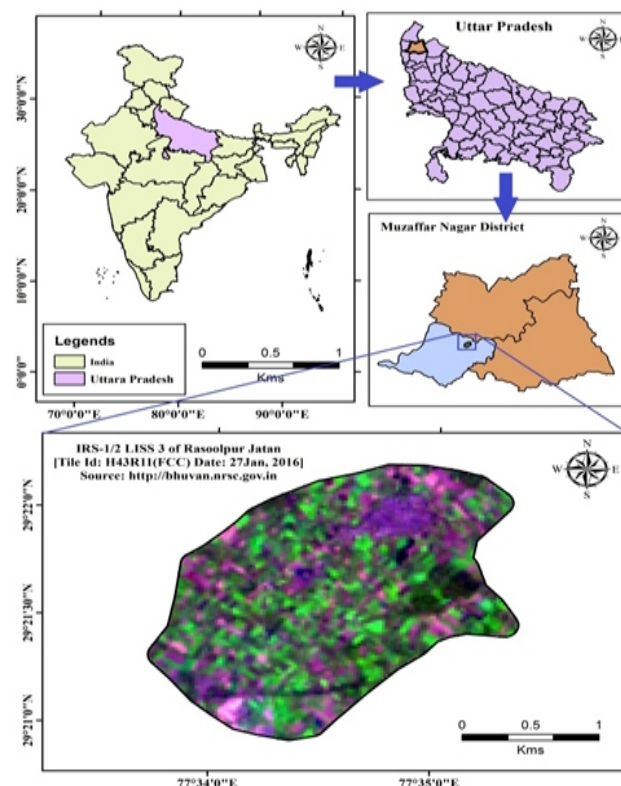 N
W E
S
30°0'0"N
20°0'0"N
10°0'0"N
0°0'0"
Legends
India
Uttara Pradesh
0 0.5 1
Kms
70°0'0"E 80°0'0"E 90°0'0"E
Uttar Pradesh
N
W E
S
Muzaffar Nagar District
N
W E
S
IRS-1/2 LISS 3 of Rasoolpur Jatan
[Tile Id: H43R11(FCC) Date: 27Jan, 2016]
Source: http://bhuvan.nrsc.gov.in
N
W E
S
29°22'0"N
29°21'30"N
29°21'0"N
0 0.5 1
Kms
77°34'0"E 77°35'0"E